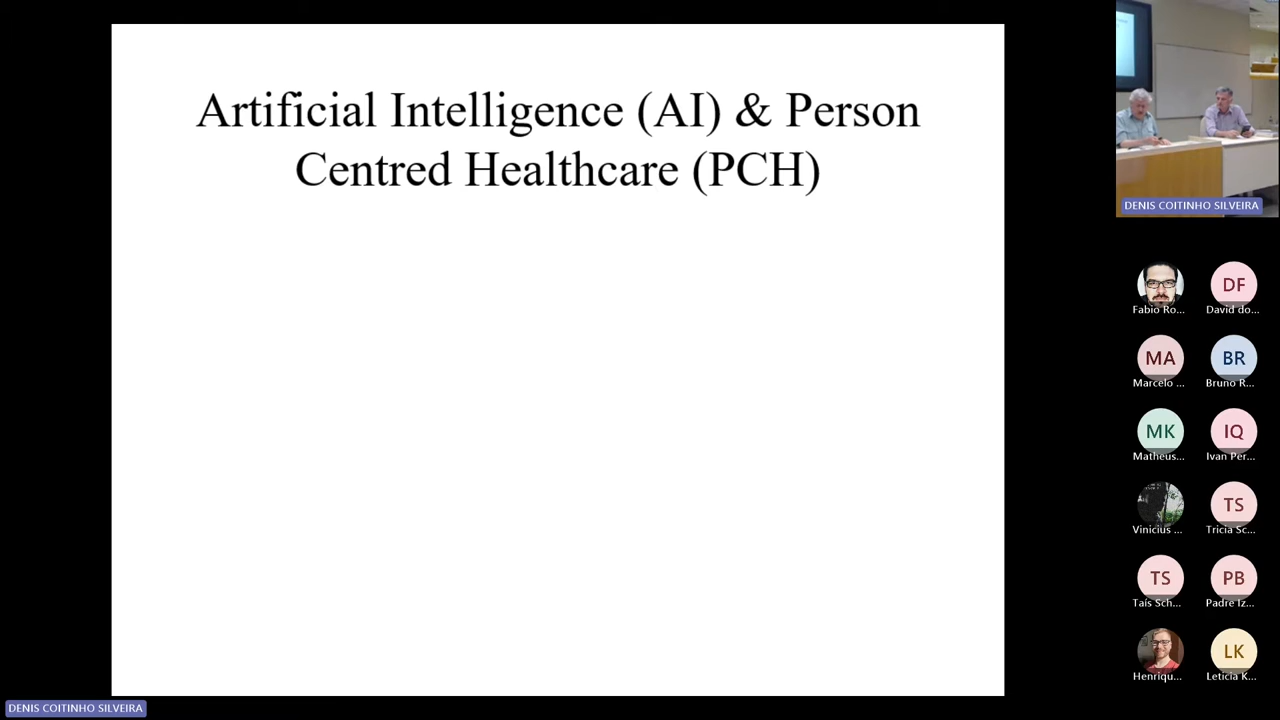 Artificial Intelligence (AI) & Person
Centred Healthcare (PCH)
DENIS COITINHO SILVEIRA
Fabio Ro...
DF
David do...
MA
Marcelo ...
BR
Bruno R...
MK
Matheus...
IQ
Ivan Per...
Vinicius ...
TS
Tricia Sc...
TS
Taís Sch...
PB
Padre Iz...
Henriqu...
LK
Leticia K...
DENIS COITINHO SILVEIRA